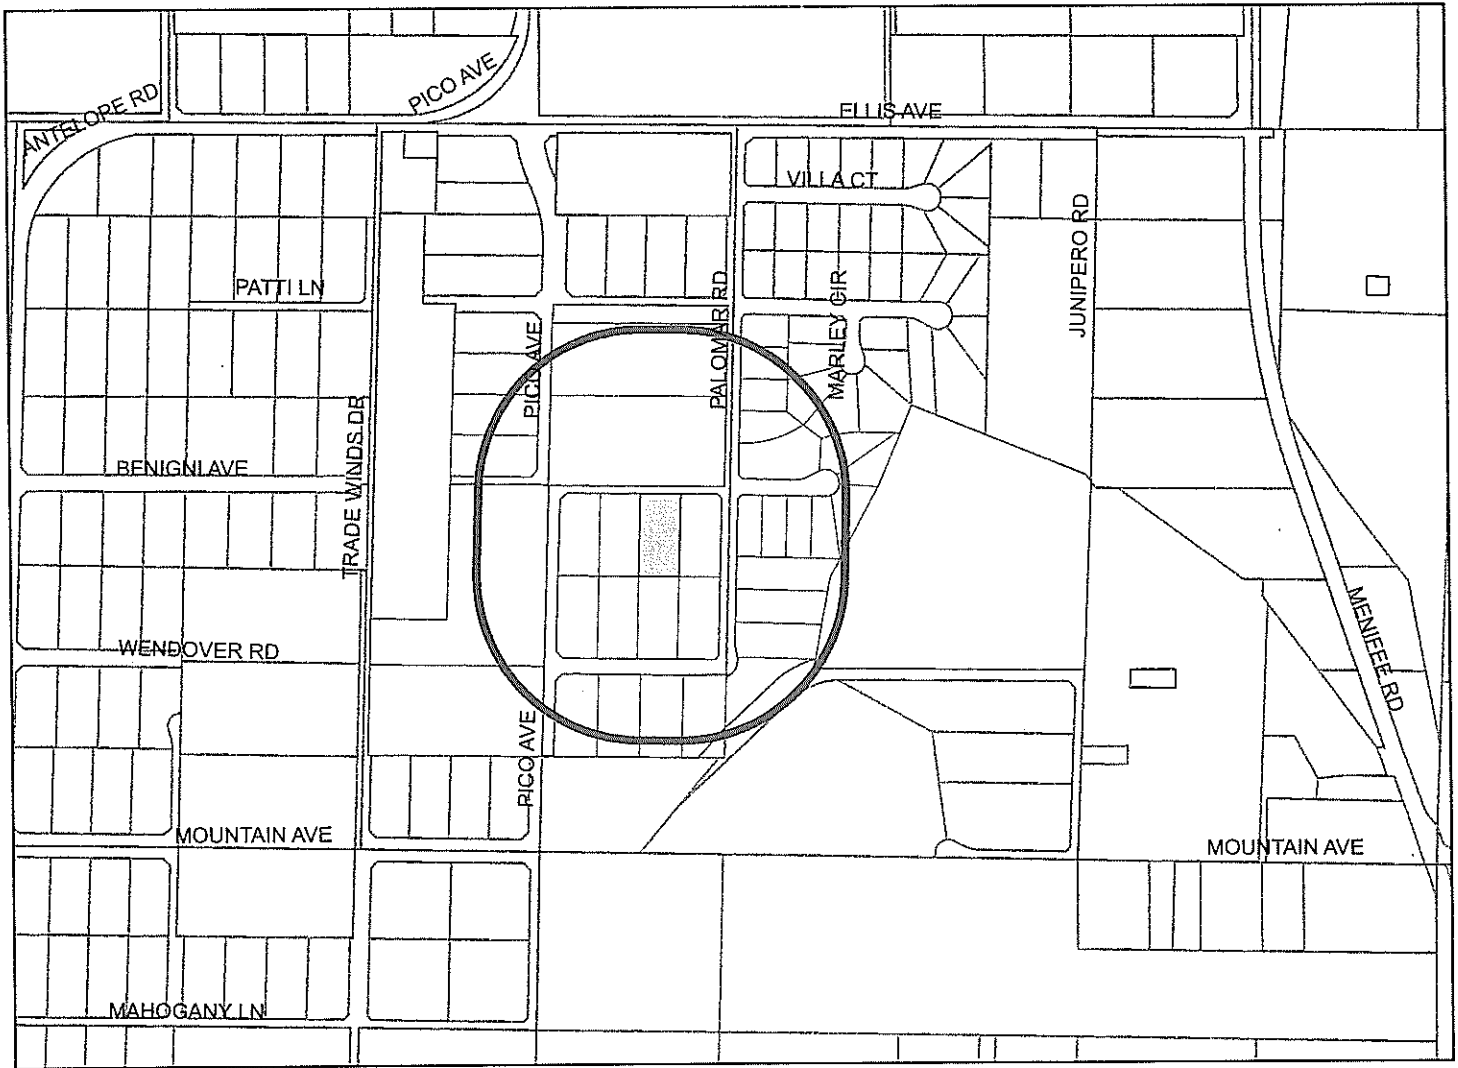 PICO AVE
ANTELOPE RD
ELLIS AVE
VILLA CT
JUNIPERO RD
PATTI LN
PALOMAR RD
MARLEY CIR
PICO AVE
TRADE WINDS DR
BENIGNI AVE
WENDOVER RD
MENIFEE RD
PICO AVE
MOUNTAIN AVE
MOUNTAIN AVE
MAHOGANY LN